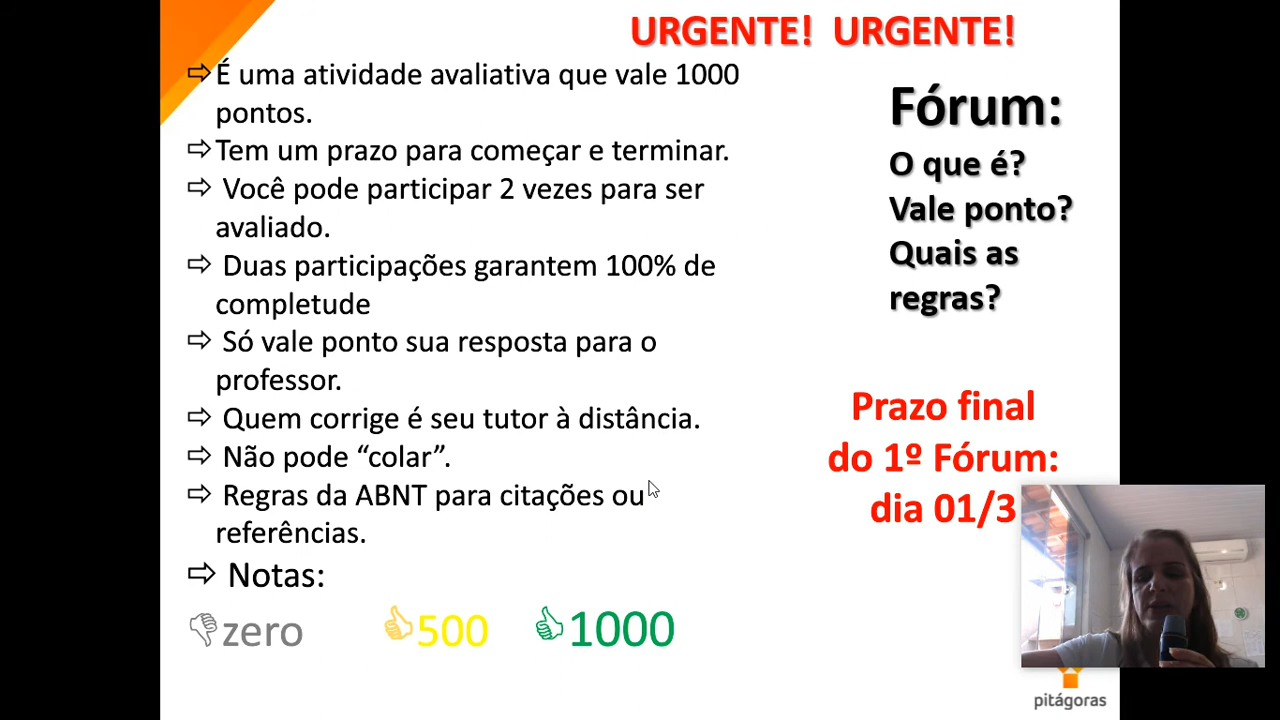 URGENTE! URGENTE!
⇨É uma atividade avaliativa que vale 1000
pontos.
⇨Tem um prazo para começar e terminar.
⇨ Você pode participar 2 vezes para ser
avaliado.
⇨ Duas participações garantem 100% de
completude
⇨ Só vale ponto sua resposta para o
professor.
⇨ Quem corrige é seu tutor à distância.
⇨ Não pode “colar”.
⇨ Regras da ABNT para citações ou
referências.
⇨ Notas:
👎zero 👍500 👍1000
Fórum:
O que é?
Vale ponto?
Quais as
regras?
Prazo final
do 1º Fórum:
dia 01/3
pitágoras